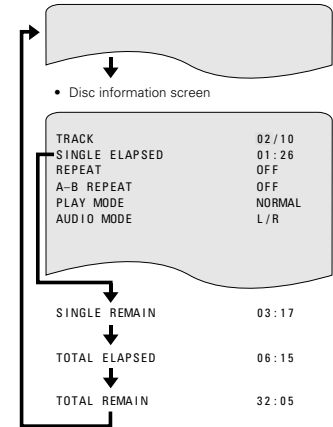 • Disc information screen
TRACK 02/10
SINGLE ELAPSED 01:26
REPEAT OFF
A–B REPEAT OFF
PLAY MODE NORMAL
AUDIO MODE L/R
SINGLE REMAIN 03:17
TOTAL ELAPSED 06:15
TOTAL REMAIN 32:05